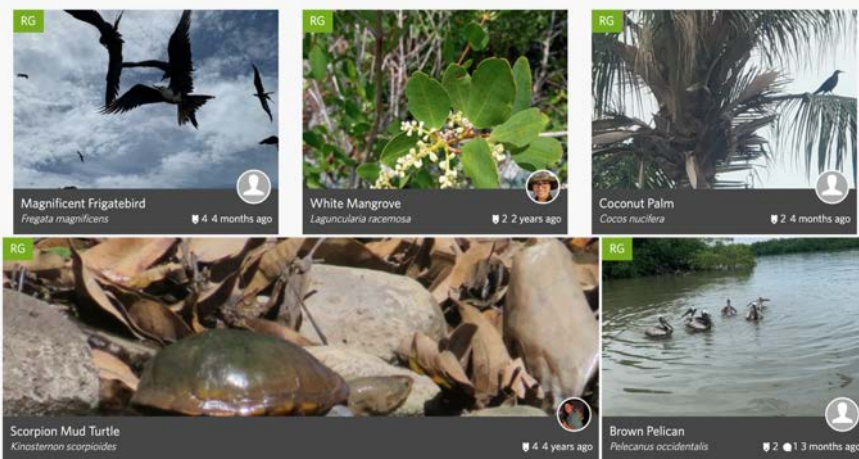 RG
Magnificent Frigatebird
Fregata magnificens
4 4 months ago
RG
White Mangrove
Laguncularia racemosa
2 2 years ago
RG
Coconut Palm
Cocos nucifera
2 4 months ago
RG
Scorpion Mud Turtle
Kinosternon scorpioides
4 4 years ago
RG
Brown Pelican
Pelecanus occidentalis
2 1 3 months ago